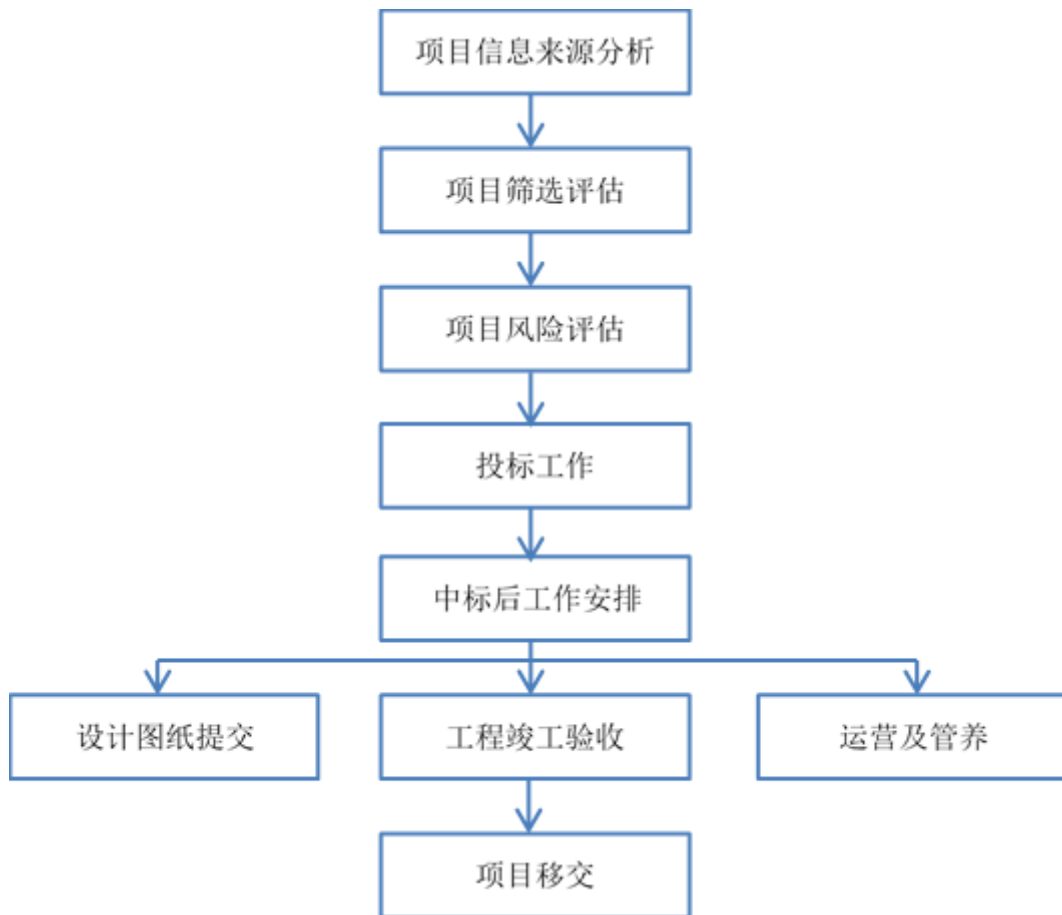 项目信息来源分析
项目筛选评估
项目风险评估
投标工作
中标后工作安排
设计图纸提交
工程竣工验收
运营及管养
项目移交